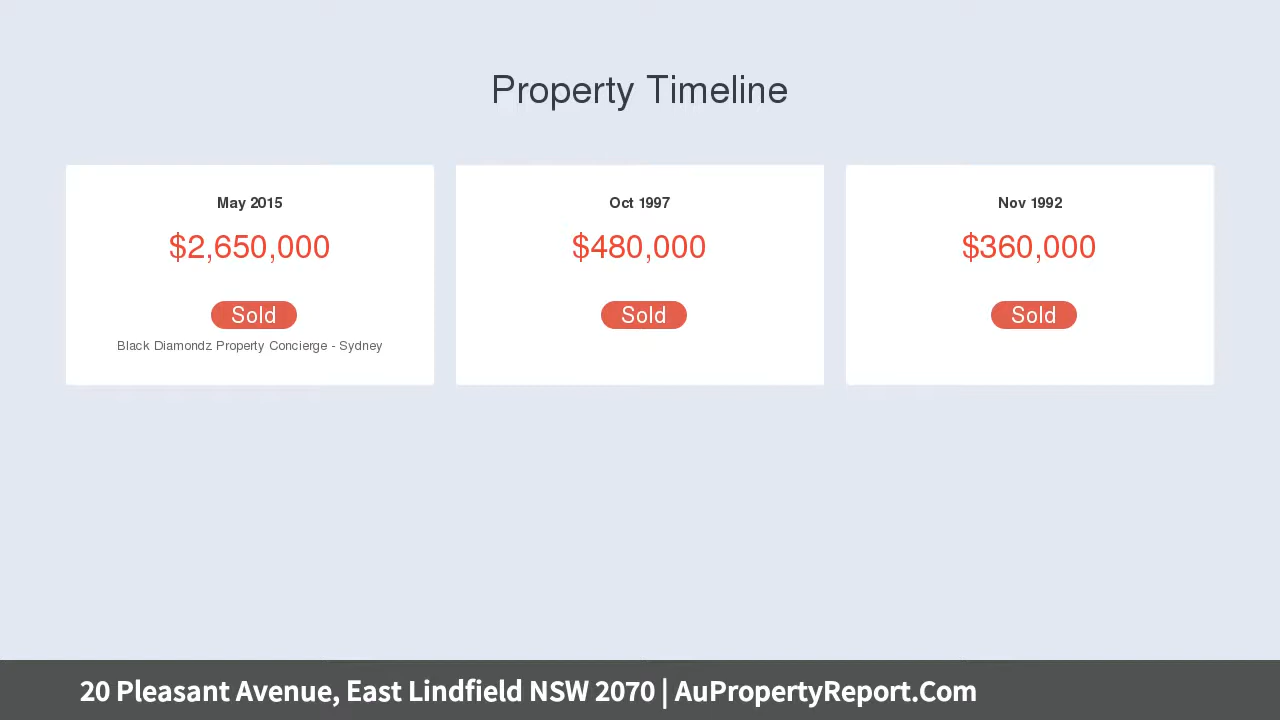 Property Timeline
May 2015
$2,650,000
Sold
Black Diamondz Property Concierge - Sydney
Oct 1997
$480,000
Sold
Nov 1992
$360,000
Sold
20 Pleasant Avenue, East Lindfield NSW 2070 | AuPropertyReport.Com